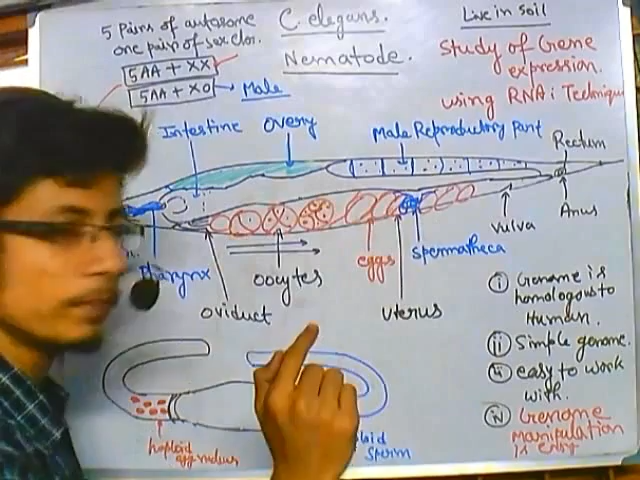 5 Pairs of autosome
one pair of sex chr.
5AA + XX
5AA + XO
Male
C. elegans.
Nematode.
Live in soil
Study of Gene
expression.
using RNAi Technique
Intestine
Overy
Male Reproductory Part
Rectum
Pharynx
Oviduct
Oocytes
eggs
Uterus
spermatheca
Vulva
Anus
i Genome is
homologous to
Human.
ii Simple genome.
easy to work
with.
iv Genome
manipulation
is easy
haploid
sperm